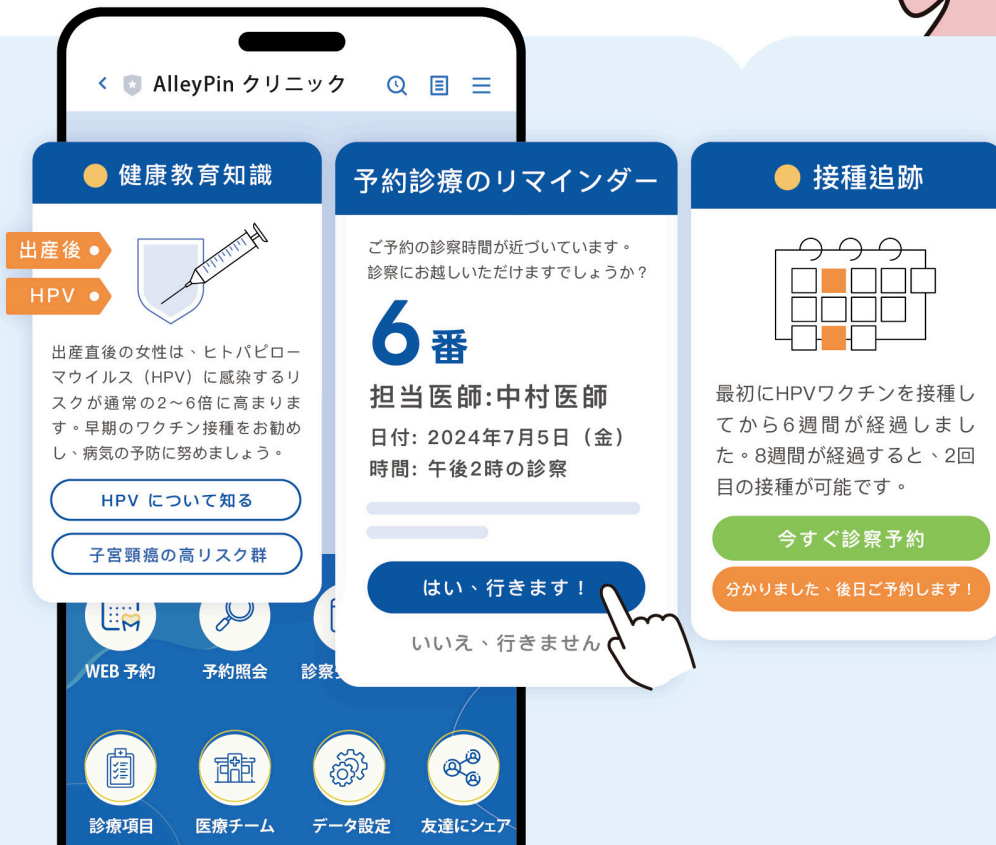 AlleyPin クリニック
健康教育知識
出産後
HPV
出産直後の女性は、ヒトパピロー
マウイルス（HPV）に感染するリ
スクが通常の2〜6倍に高まりま
す。早期のワクチン接種をお勧め
し、病気の予防に努めましょう。
HPV について知る
子宮頸癌の高リスク群
予約診療のリマインダー
ご予約の診察時間が近づいています。
診察にお越しいただけますでしょうか？
6番
担当医師:中村医師
日付: 2024年7月5日（金）
時間: 午後2時の診察
はい、行きます！
いいえ、行きません
接種追跡
最初にHPVワクチンを接種し
てから6週間が経過しまし
た。8週間が経過すると、2回
目の接種が可能です。
今すぐ診察予約
分かりました、後日ご予約します！
WEB 予約
予約照会
診察
診療項目
医療チーム
データ設定
友達にシェア